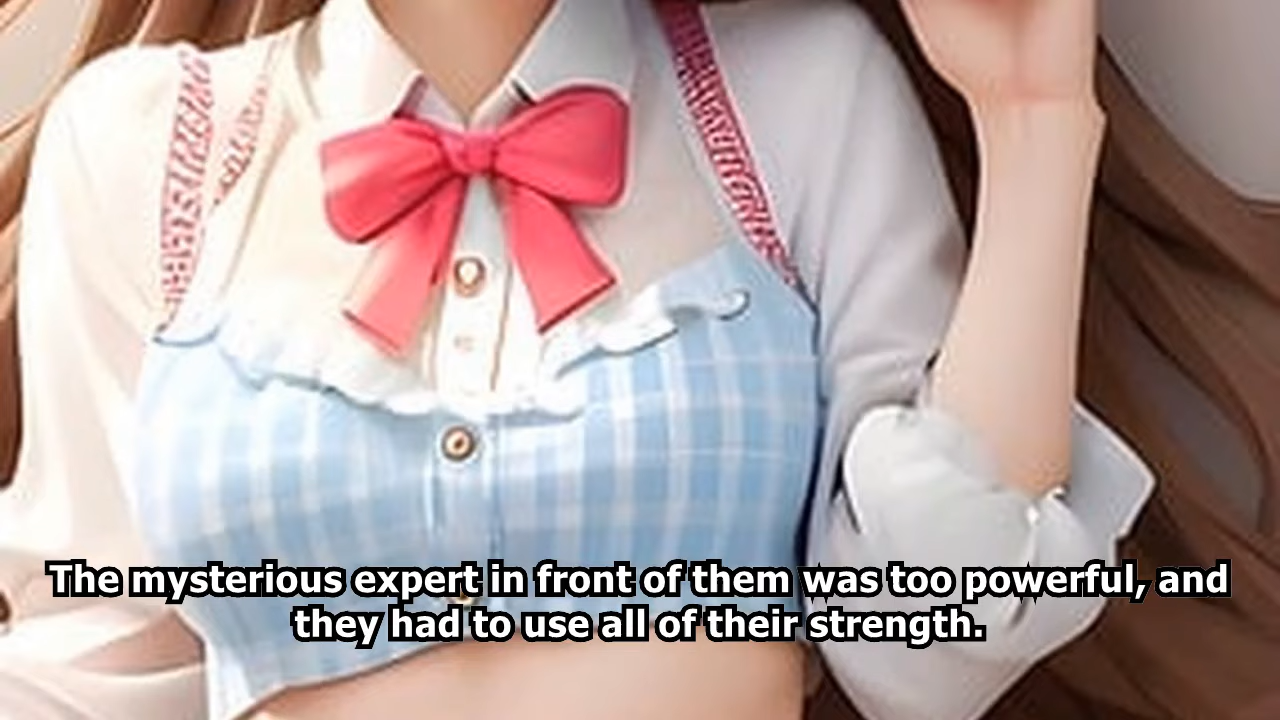 The mysterious expert in front of them was too powerful, and
they had to use all of their strength.